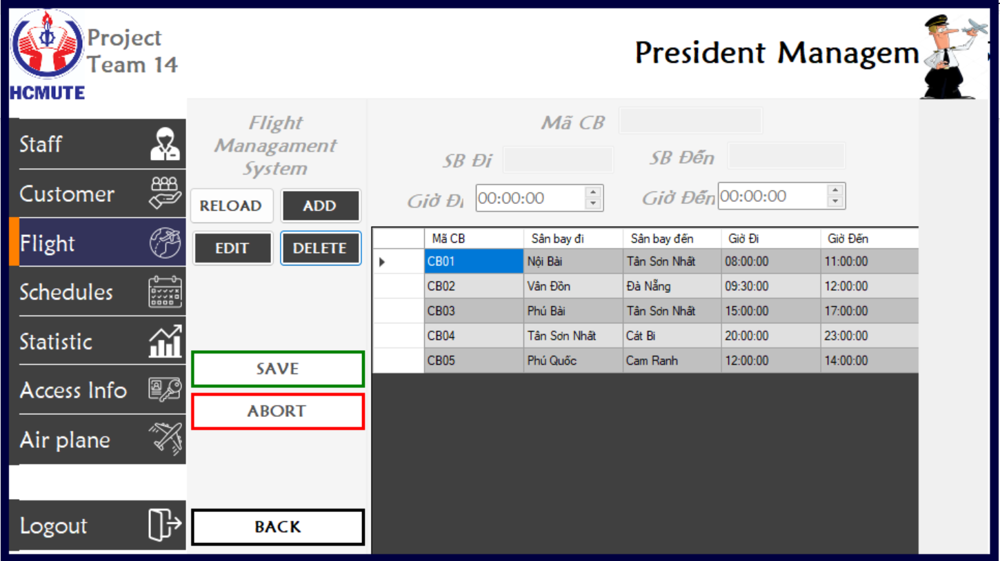 Project
Team 14
HCMUTE
President Managem
Staff
Customer
Flight
Schedules
Statistic
Access Info
Air plane
Logout
Flight
Managament
System
RELOAD ADD
EDIT DELETE
SAVE
ABORT
BACK
Mã CB
SB Đi SB Đến
Giờ Đi 00:00:00 Giờ Đến 00:00:00
Mã CB Sân bay đi Sân bay đến Giờ Đi Giờ Đến
CB01 Nội Bài Tân Sơn Nhất 08:00:00 11:00:00
CB02 Vân Đồn Đà Nẵng 09:30:00 12:00:00
CB03 Phú Bài Tân Sơn Nhất 15:00:00 17:00:00
CB04 Tân Sơn Nhất Cát Bi 20:00:00 23:00:00
CB05 Phú Quốc Cam Ranh 12:00:00 14:00:00